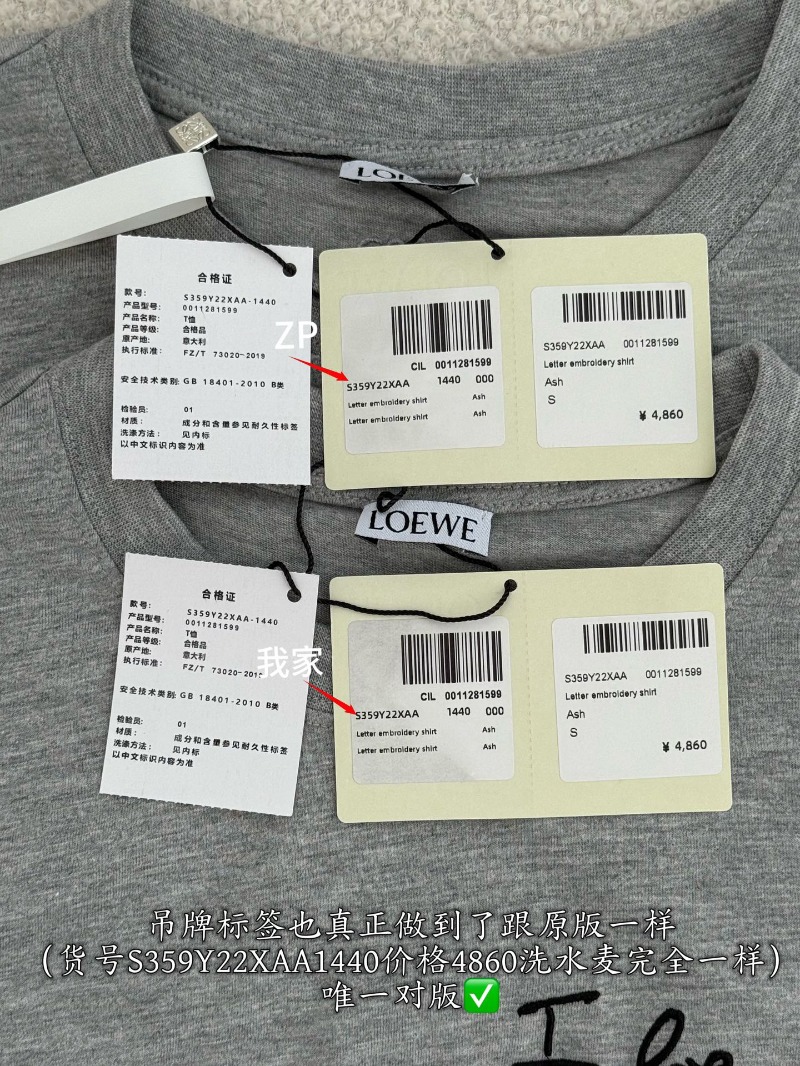 LOEWE
合格证
款号： S359Y22XAA-1440
产品型号： 0011281599
产品名称： T恤
产品等级： 合格品
原产地： 意大利
执行标准： FZ/T 73020-2019
安全技术类别: GB 18401-2010 B类
检验员： 01
材质： 成分和含量参见耐久性标签
洗涤方法： 见内标
以中文标识内容为准
ZP
CIL 0011281599
S359Y22XAA 1440 000
Letter embroidery shirt Ash
Letter embroidery shirt Ash
S359Y22XAA 0011281599
Letter embroidery shirt
Ash
S
¥ 4,860
LOEWE
合格证
款号： S359Y22XAA-1440
产品型号： 0011281599
产品名称： T恤
产品等级： 合格品
原产地： 意大利
执行标准： FZ/T 73020-2019
安全技术类别: GB 18401-2010 B类
检验员： 01
材质： 成分和含量参见耐久性标签
洗涤方法： 见内标
以中文标识内容为准
我家
CIL 0011281599
S359Y22XAA 1440 000
Letter embroidery shirt Ash
Letter embroidery shirt Ash
S359Y22XAA 0011281599
Letter embroidery shirt
Ash
S
¥ 4,860
吊牌标签也真正做到了跟原版一样
（货号S359Y22XAA1440价格4860洗水麦完全一样）
唯一对版✅
I